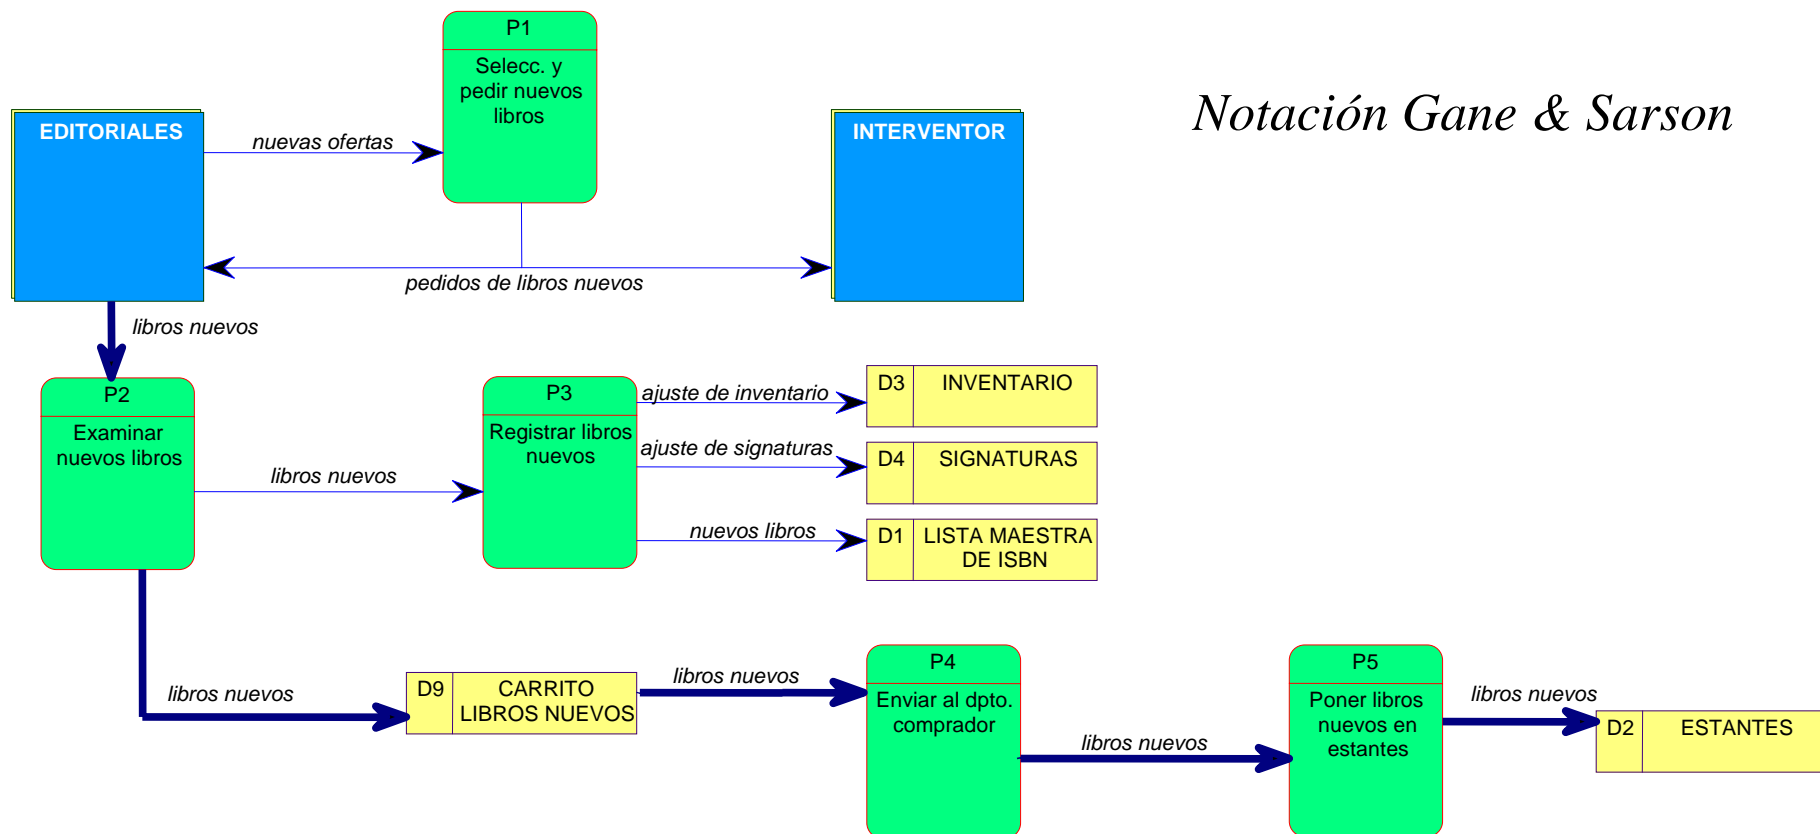 P1
Selecc. y
pedir nuevos
libros
EDITORIALES
nuevas ofertas
INTERVENTOR
Notación Gane & Sarson
pedidos de libros nuevos
libros nuevos
P2
Examinar
nuevos libros
libros nuevos
P3
Registrar libros
nuevos
ajuste de inventario
D3 INVENTARIO
ajuste de signaturas
D4 SIGNATURAS
nuevos libros
D1 LISTA MAESTRA
DE ISBN
libros nuevos
D9 CARRITO
LIBROS NUEVOS
libros nuevos
P4
Enviar al dpto.
comprador
libros nuevos
P5
Poner libros
nuevos en
estantes
libros nuevos
D2 ESTANTES